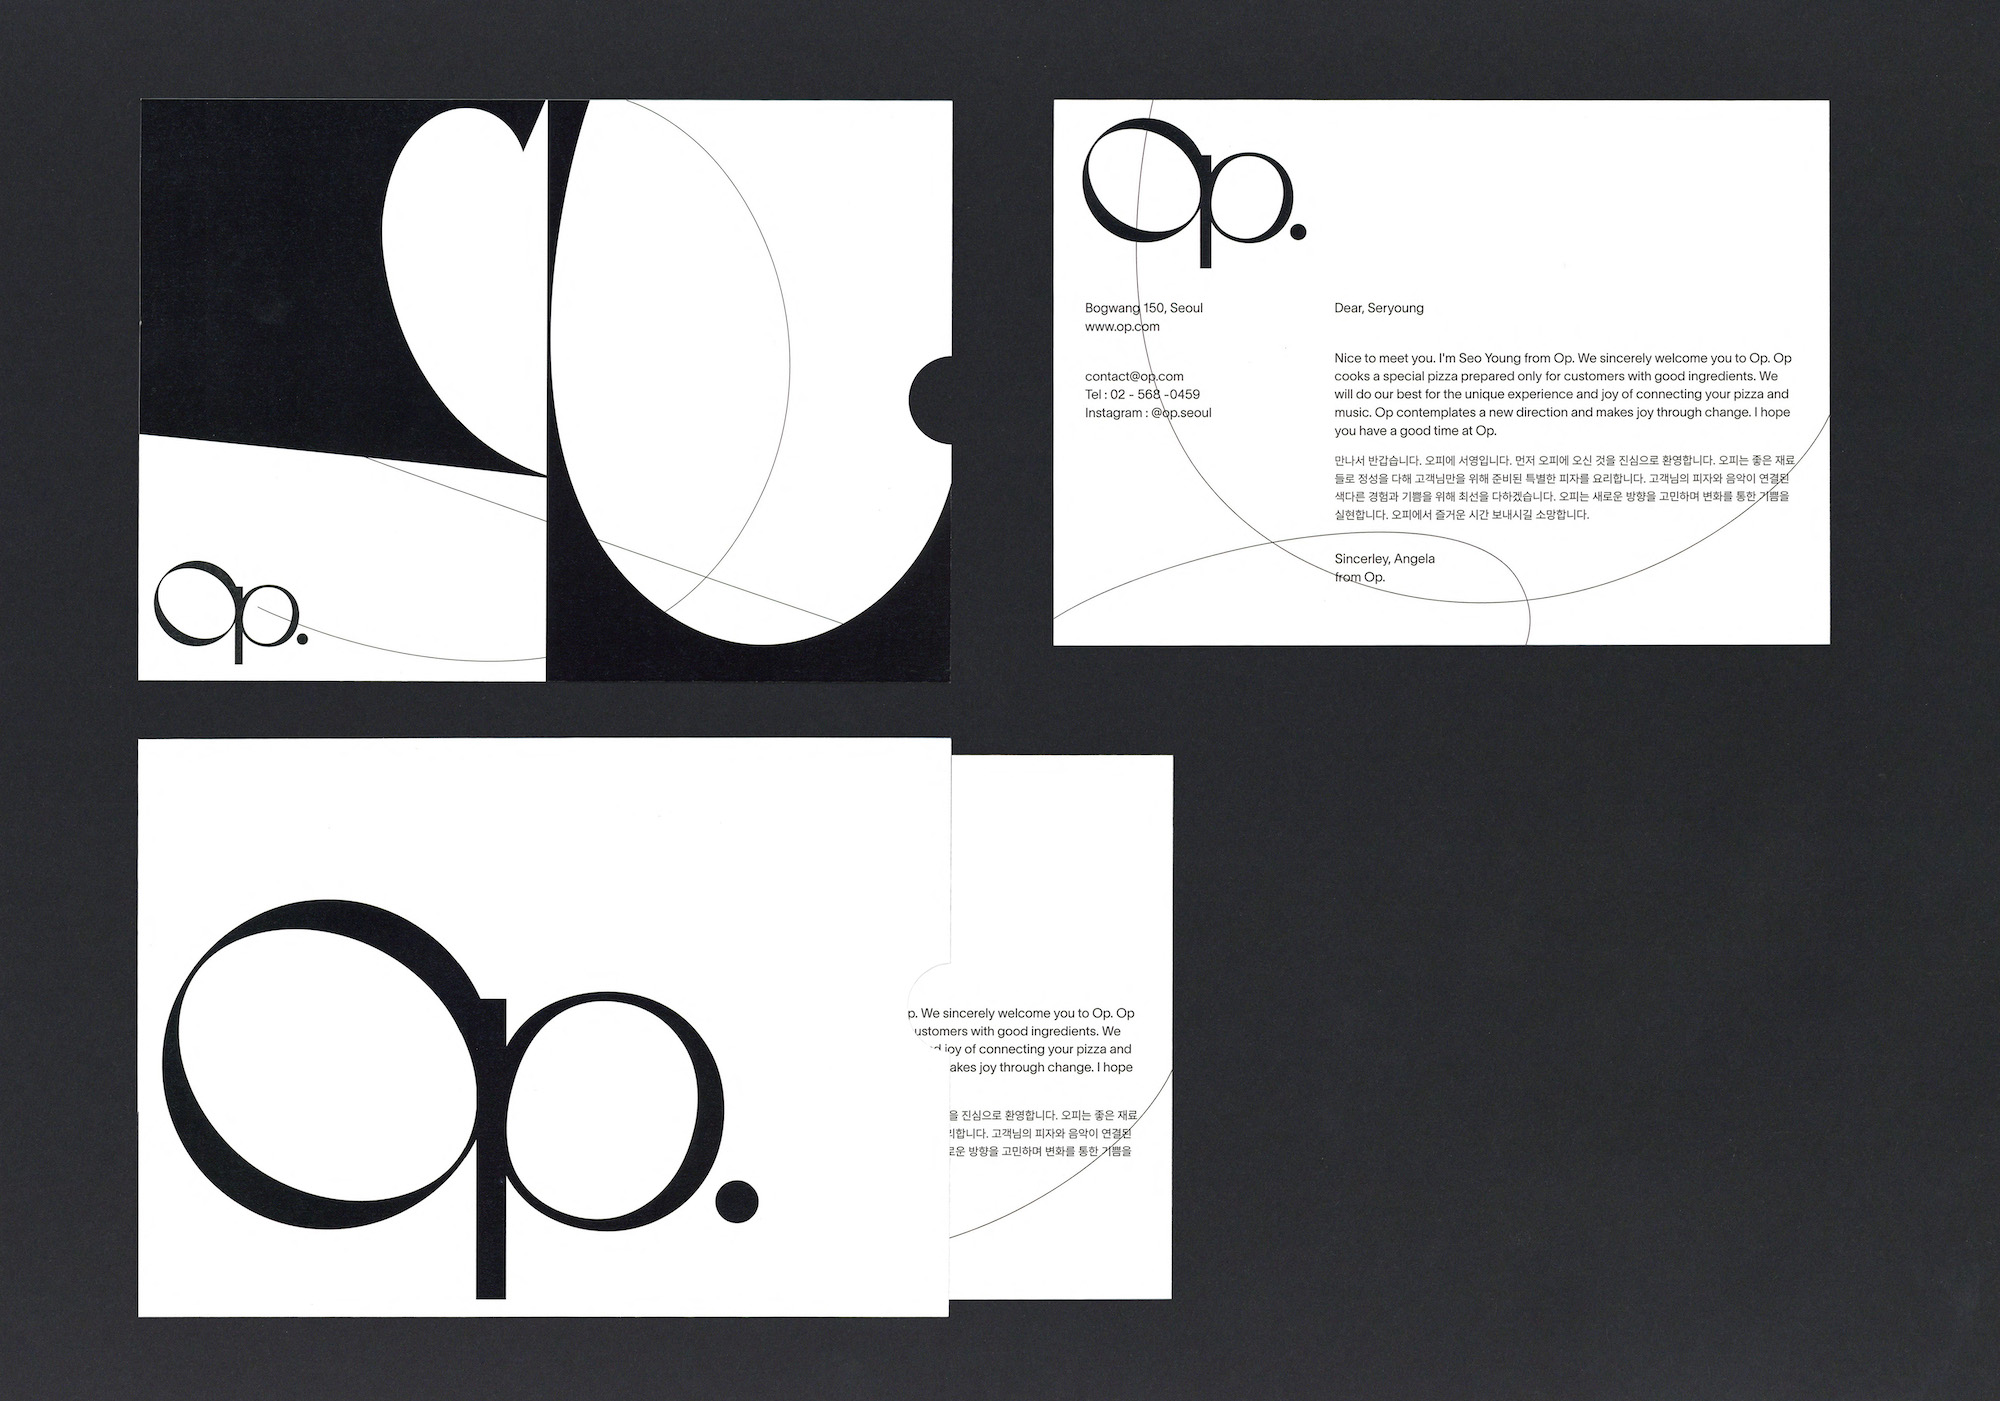 Op.
Op.
Bogwang 150, Seoul
www.op.com
contact@op.com
Tel : 02 - 568 -0459
Instagram : @op.seoul
Dear, Seryoung
Nice to meet you. I'm Seo Young from Op. We sincerely welcome you to Op. Op
cooks a special pizza prepared only for customers with good ingredients. We
will do our best for the unique experience and joy of connecting your pizza and
music. Op contemplates a new direction and makes joy through change. I hope
you have a good time at Op.
만나서 반갑습니다. 오피에 서영입니다. 먼저 오피에 오신 것을 진심으로 환영합니다. 오피는 좋은 재료
들로 정성을 다해 고객님만을 위해 준비된 특별한 피자를 요리합니다. 고객님의 피자와 음악이 연결된
색다른 경험과 기쁨을 위해 최선을 다하겠습니다. 오피는 새로운 방향을 고민하며 변화를 통한 기쁨을
실현합니다. 오피에서 즐거운 시간 보내시길 소망합니다.
Sincerley, Angela
from Op.
Op.
p. We sincerely welcome you to Op. Op
ustomers with good ingredients. We
d joy of connecting your pizza and
akes joy through change. I hope
을 진심으로 환영합니다. 오피는 좋은 재료
리합니다. 고객님의 피자와 음악이 연결된
로운 방향을 고민하며 변화를 통한 기쁨을